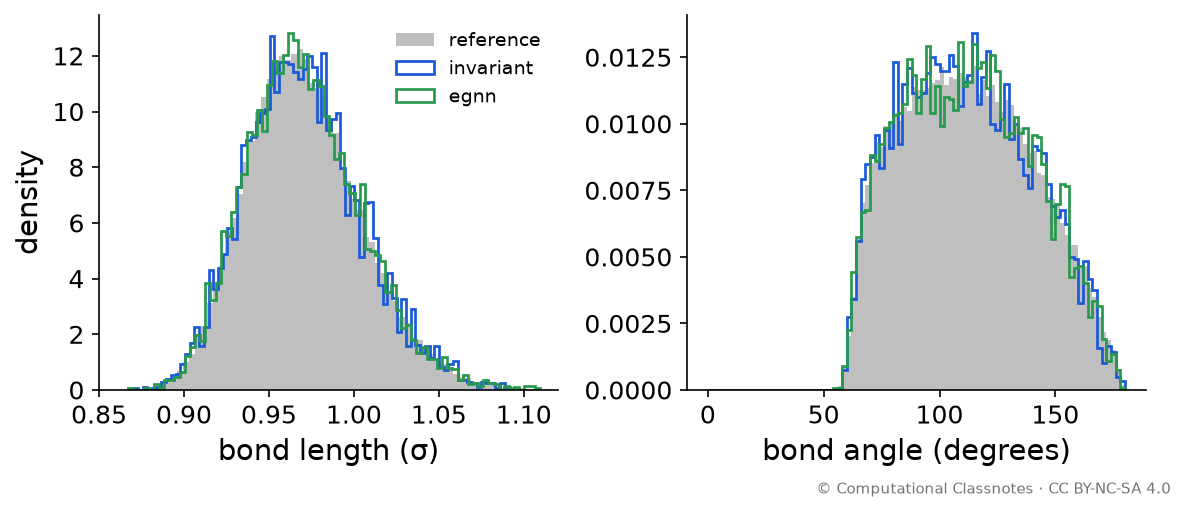 density
12
10
8
6
4
2
0
0.85 0.90 0.95 1.00 1.05 1.10
bond length (σ)
reference
invariant
egnn
0.0125
0.0100
0.0075
0.0050
0.0025
0.0000
0 50 100 150
bond angle (degrees)
© Computational Classnotes · CC BY-NC-SA 4.0